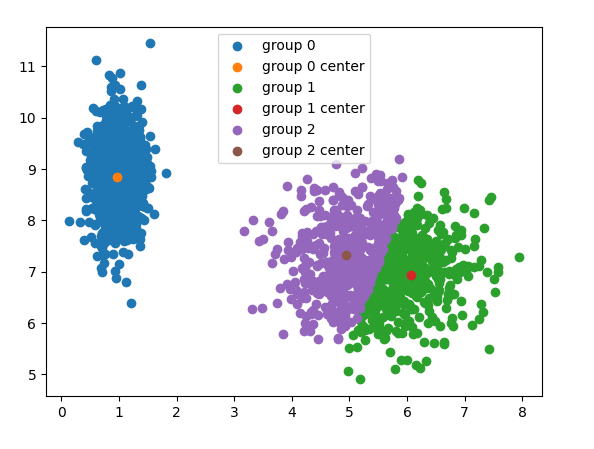 group 0
group 0 center
group 1
group 1 center
group 2
group 2 center
11
10
9
8
7
6
5
0 1 2 3 4 5 6 7 8